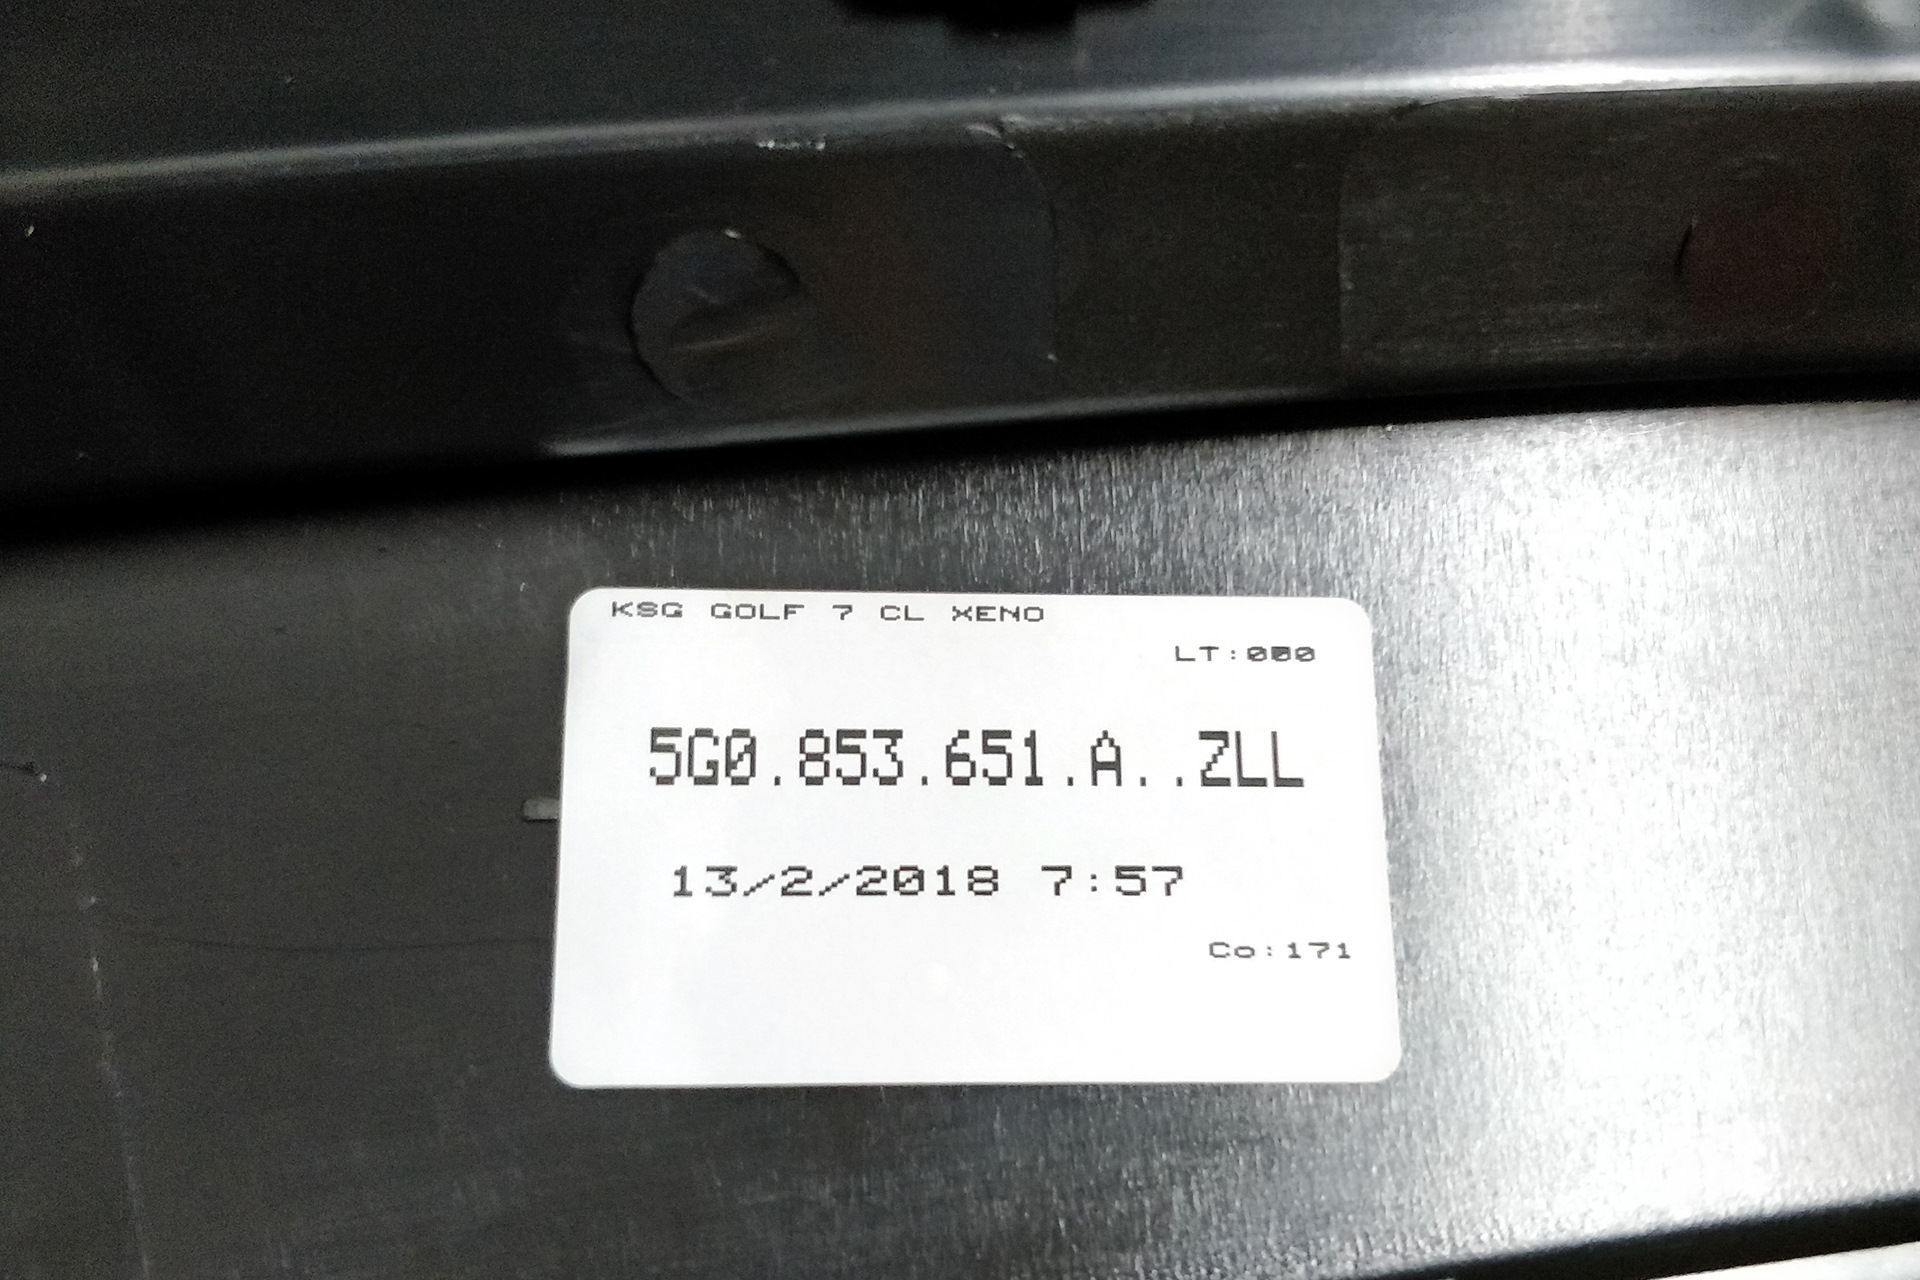 KSG GOLF 7 CL XENO
LT:000
5G0.853.651.A..ZLL
13/2/2018 7:57
Co:171